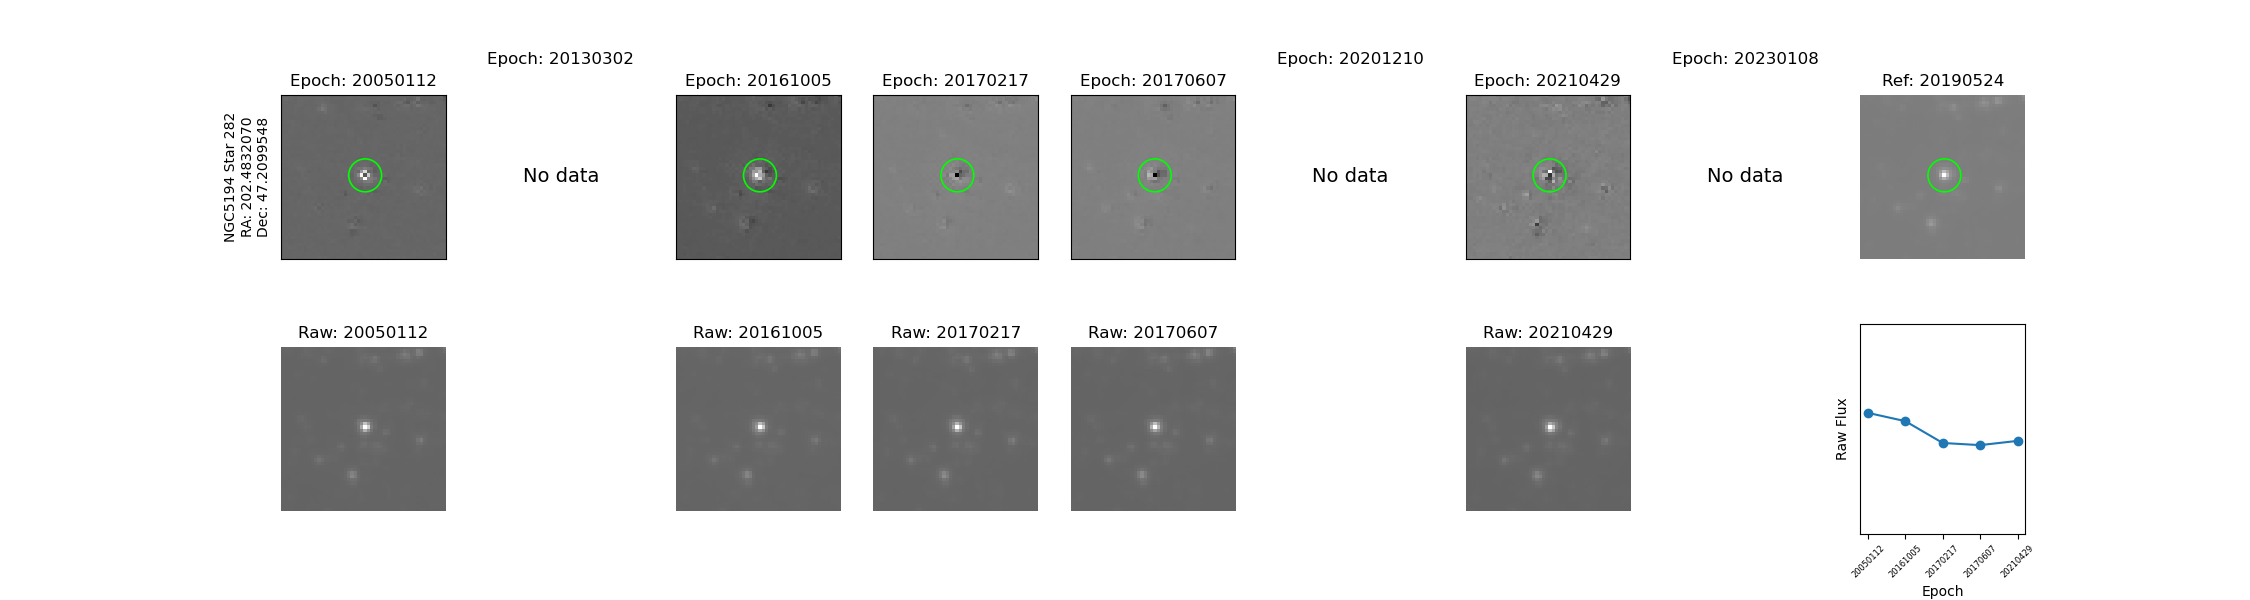 Epoch: 20130302
Epoch: 20201210
Epoch: 20230108
Epoch: 20050112
Epoch: 20161005
Epoch: 20170217
Epoch: 20170607
Epoch: 20210429
Ref: 20190524
NGC5194 Star 282
RA: 202.4832070
Dec: 47.2099548
No data
No data
No data
Raw: 20050112
Raw: 20161005
Raw: 20170217
Raw: 20170607
Raw: 20210429
Raw Flux
20050112
20161005
20170217
20170607
20210429
Epoch